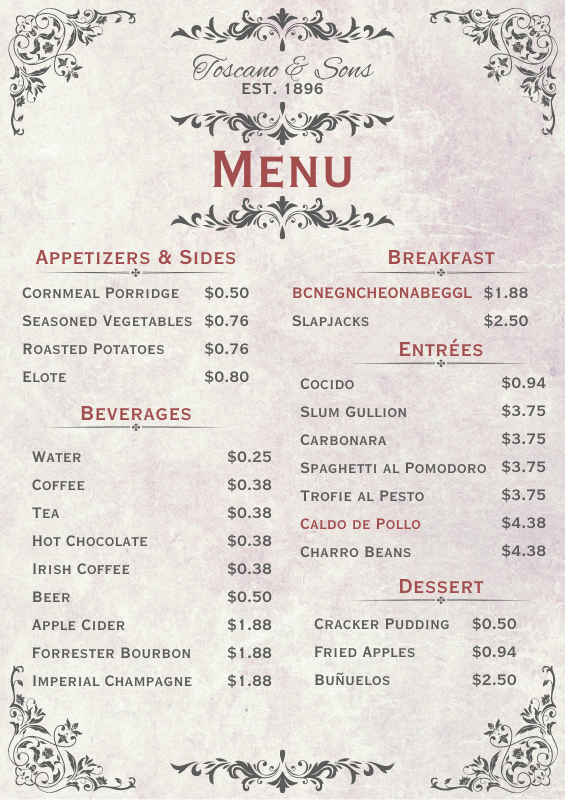 Toscano & Sons
EST. 1896
MENU
APPETIZERS & SIDES
CORNMEAL PORRIDGE $0.50
SEASONED VEGETABLES $0.76
ROASTED POTATOES $0.76
ELOTE $0.80
BEVERAGES
WATER $0.25
COFFEE $0.38
TEA $0.38
HOT CHOCOLATE $0.38
IRISH COFFEE $0.38
BEER $0.50
APPLE CIDER $1.88
FORRESTER BOURBON $1.88
IMPERIAL CHAMPAGNE $1.88
BREAKFAST
BCNEGNCHEONABEGGL $1.88
SLAPJACKS $2.50
ENTRÉES
COCIDO $0.94
SLUM GULLION $3.75
CARBONARA $3.75
SPAGHETTI AL POMODORO $3.75
TROFIE AL PESTO $3.75
CALDO DE POLLO $4.38
CHARRO BEANS $4.38
DESSERT
CRACKER PUDDING $0.50
FRIED APPLES $0.94
BUÑUELOS $2.50